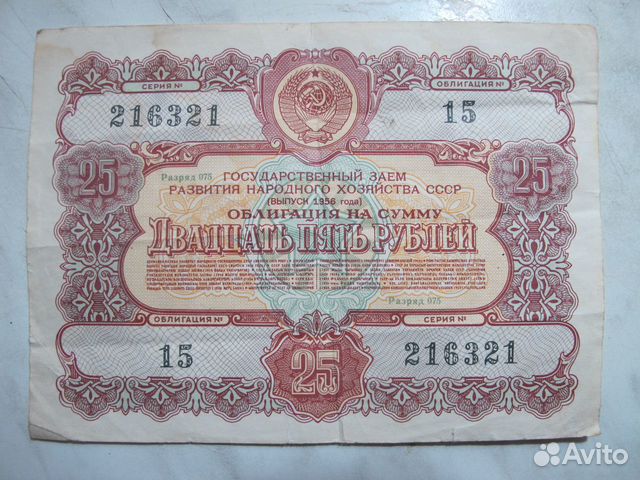 СЕРИЯ №
ОБЛИГАЦИЯ №
216321
15
25
25
Разряд 075
ГОСУДАРСТВЕННЫЙ ЗАЕМ
РАЗВИТИЯ НАРОДНОГО ХОЗЯЙСТВА СССР
(ВЫПУСК 1956 года)
ОБЛИГАЦИЯ НА СУММУ
ДВАДЦАТЬ ПЯТЬ РУБЛЕЙ
Разряд 075
ОБЛИГАЦИЯ №
СЕРИЯ №
15
25
216321
Avito